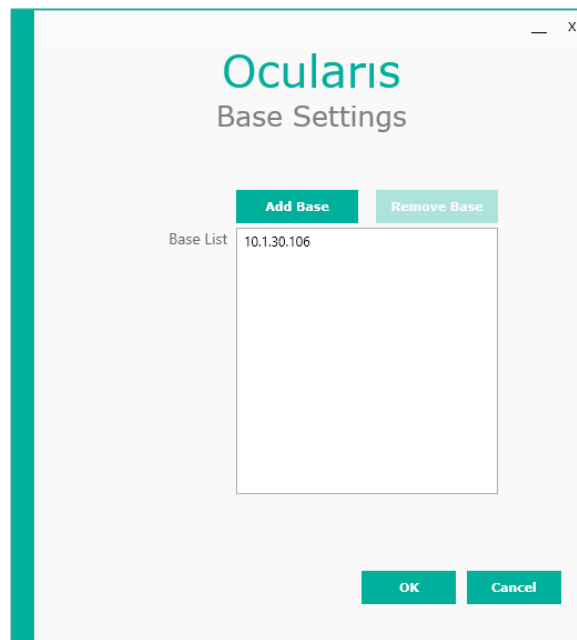 X
Ocularıs
Base Settings
Add Base
Remove Base
Base List
10.1.30.106
OK
Cancel